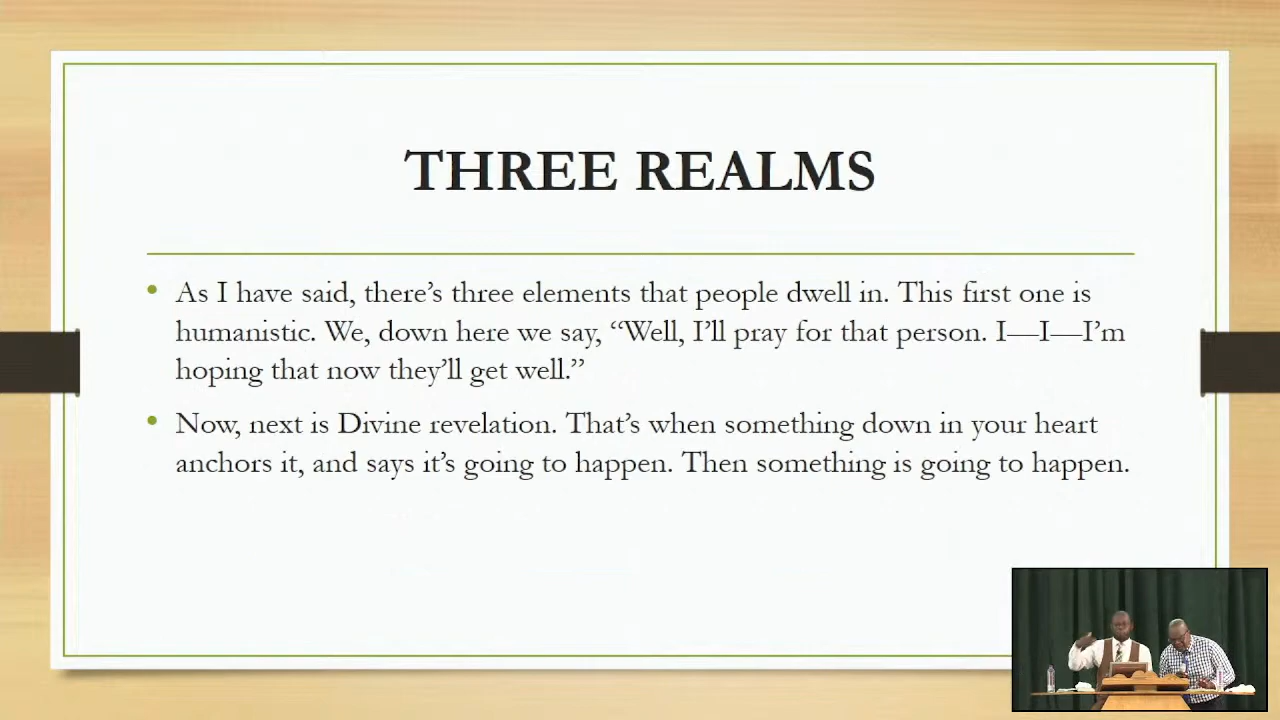 THREE REALMS
• As I have said, there’s three elements that people dwell in. This first one is
humanistic. We, down here we say, “Well, I’ll pray for that person. I—I—I’m
hoping that now they’ll get well.”
• Now, next is Divine revelation. That’s when something down in your heart
anchors it, and says it’s going to happen. Then something is going to happen.